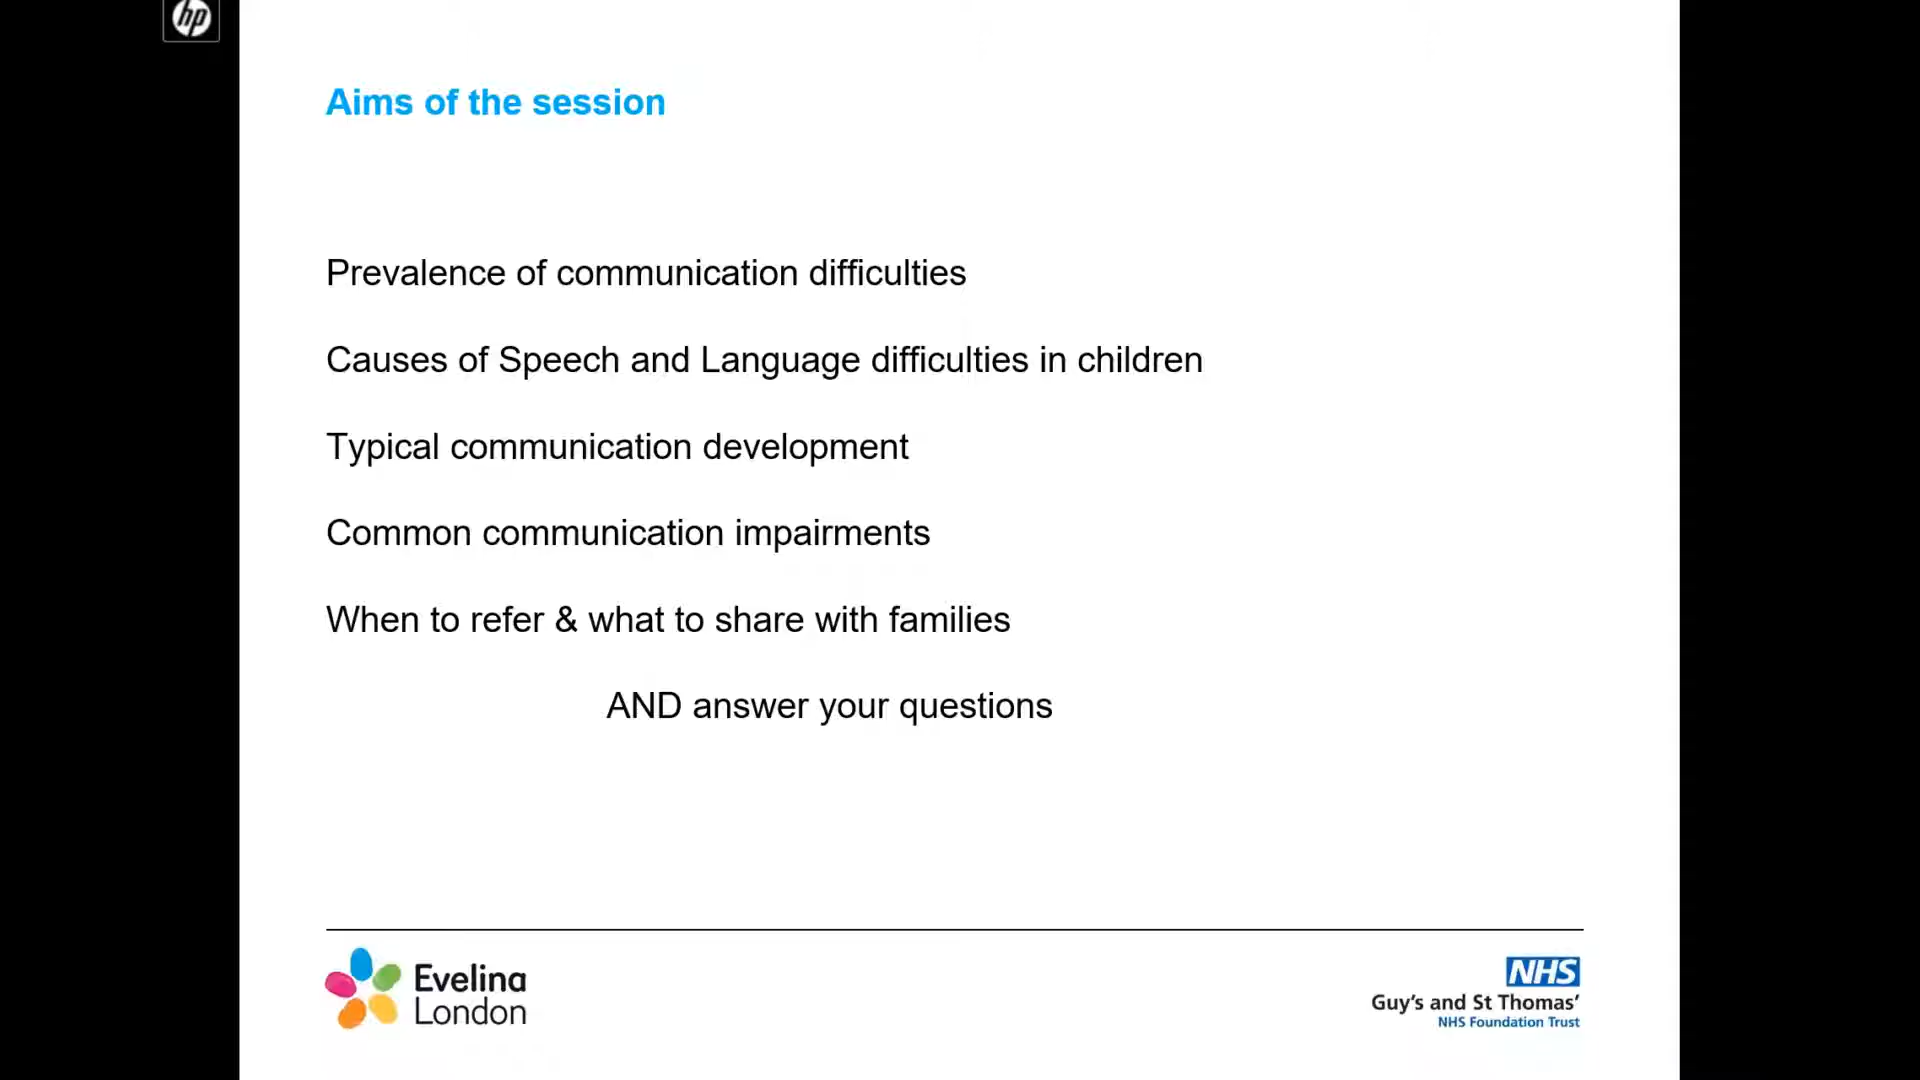 hp
Aims of the session
Prevalence of communication difficulties
Causes of Speech and Language difficulties in children
Typical communication development
Common communication impairments
When to refer & what to share with families
AND answer your questions
Evelina
London
NHS
Guy's and St Thomas'
NHS Foundation Trust